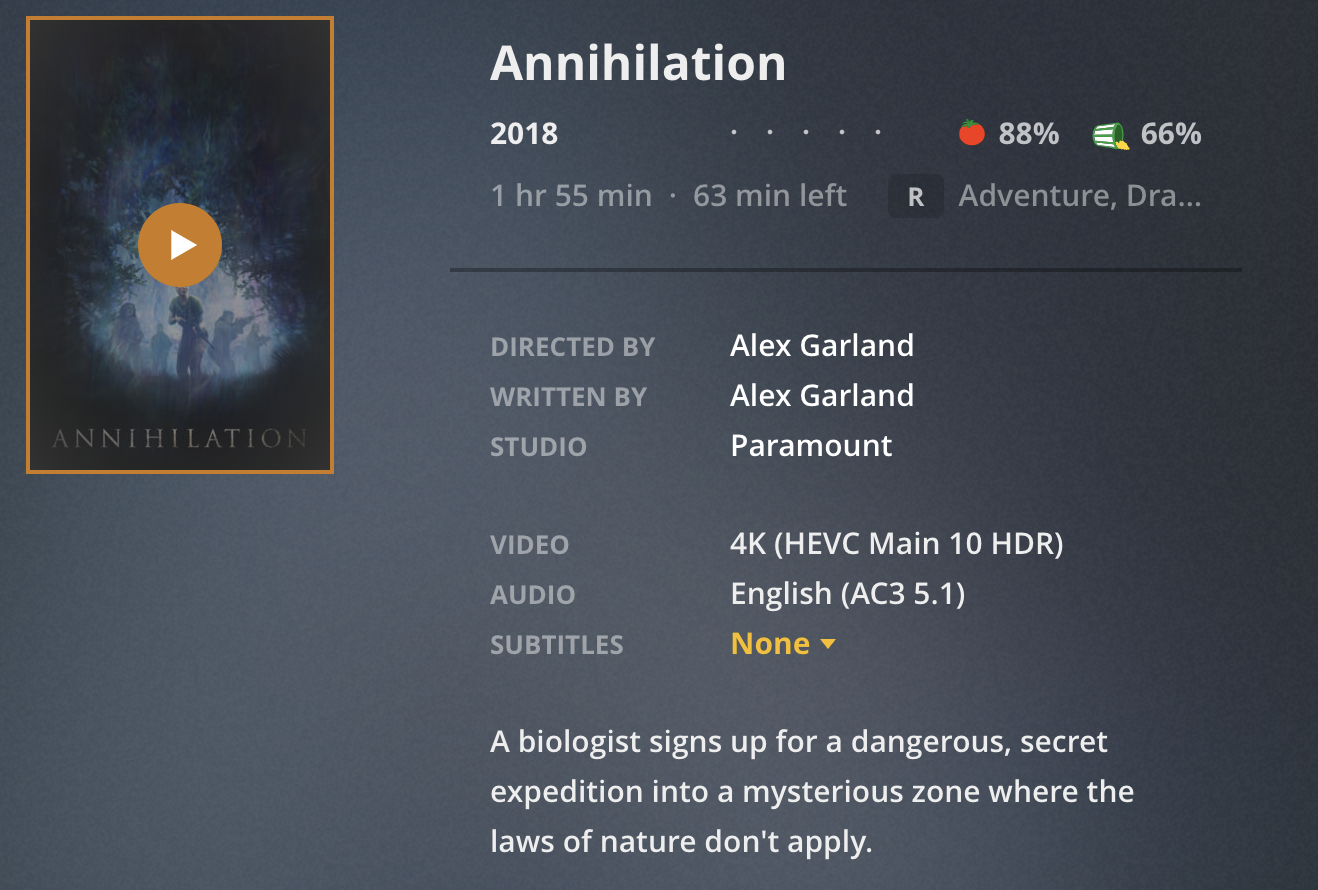 ANNIHILATION
Annihilation
2018 · · · · · 88% 66%
1 hr 55 min · 63 min left R Adventure, Dra...
DIRECTED BY Alex Garland
WRITTEN BY Alex Garland
STUDIO Paramount
VIDEO 4K (HEVC Main 10 HDR)
AUDIO English (AC3 5.1)
SUBTITLES None
A biologist signs up for a dangerous, secret
expedition into a mysterious zone where the
laws of nature don't apply.